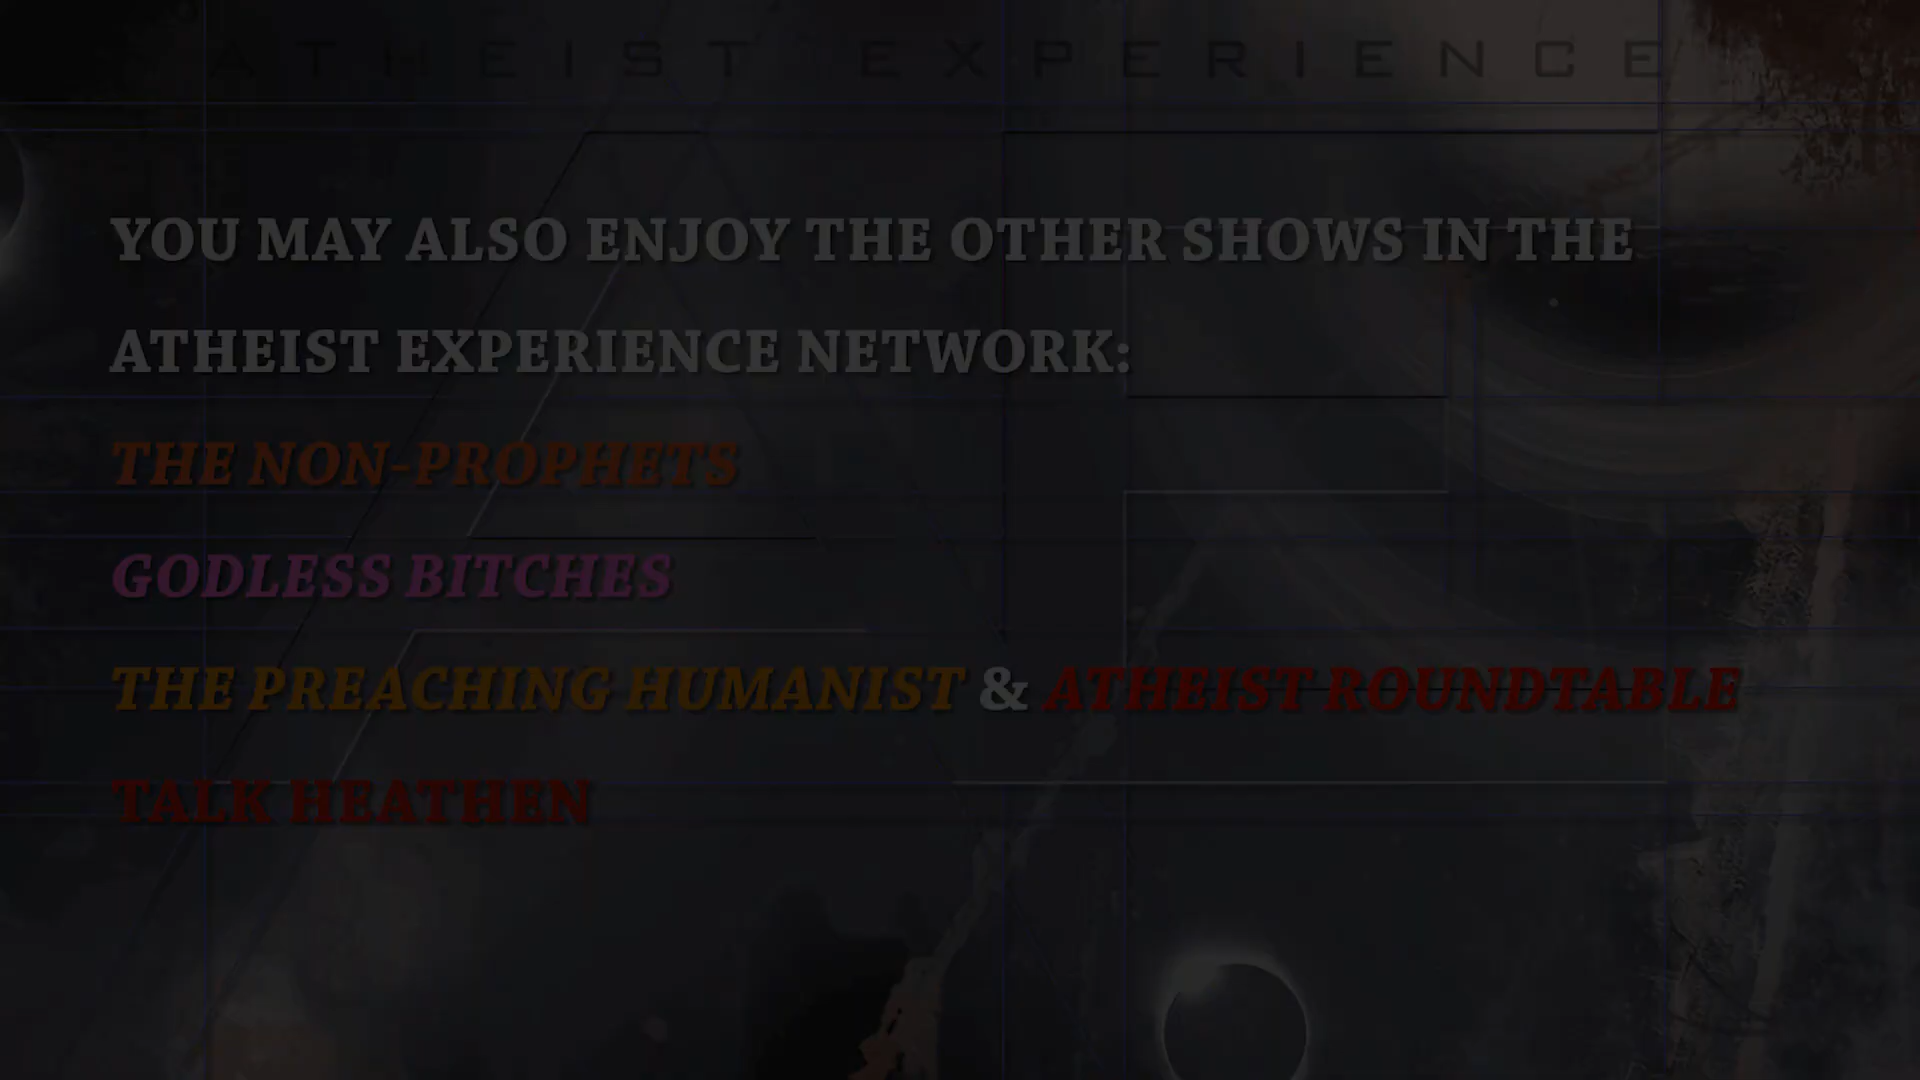 ATHEIST EXPERIENCE
YOU MAY ALSO ENJOY THE OTHER SHOWS IN THE
ATHEIST EXPERIENCE NETWORK:
THE NON-PROPHETS
GODLESS BITCHES
THE PREACHING HUMANIST & ATHEIST ROUNDTABLE
TALK HEATHEN